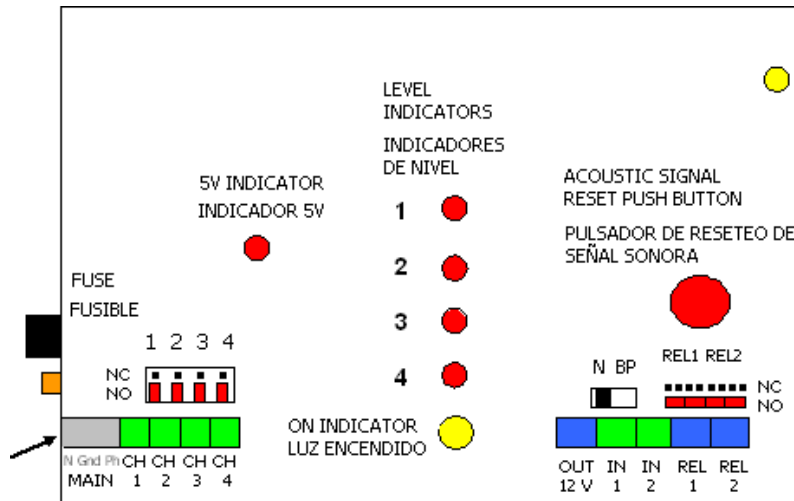 LEVEL
INDICATORS
INDICADORES
DE NIVEL
5V INDICATOR
INDICADOR 5V
ACOUSTIC SIGNAL
RESET PUSH BUTTON
PULSADOR DE RESETEO DE
SEÑAL SONORA
1
2
3
4
FUSE
FUSIBLE
1 2 3 4
NC
NO
ON INDICATOR
LUZ ENCENDIDO
N BP
REL1 REL2
NC
NO
N Gnd Ph
MAIN
CH
1
CH
2
CH
3
CH
4
OUT
12 V
IN
1
IN
2
REL
1
REL
2